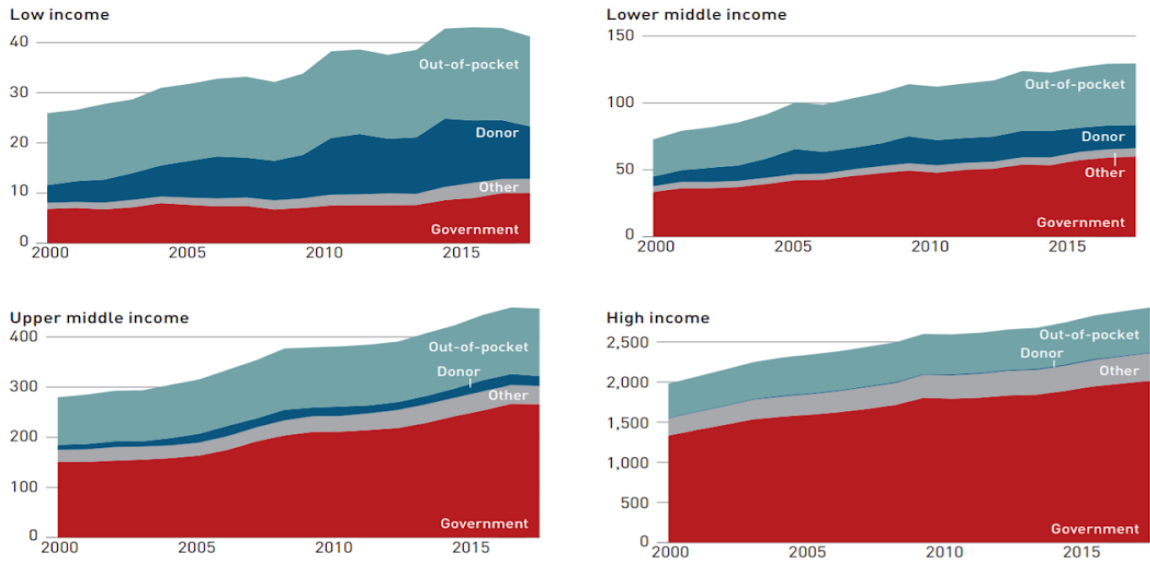 Low income
40
30
20
10
0
2000 2005 2010 2015
Out-of-pocket
Donor
Other
Government
Lower middle income
150
100
50
0
2000 2005 2010 2015
Out-of-pocket
Donor
Other
Government
Upper middle income
400
300
200
100
0
2000 2005 2010 2015
Out-of-pocket
Donor
Other
Government
High income
2,500
2,000
1,500
1,000
500
0
2000 2005 2010 2015
Out-of-pocket
Donor
Other
Government